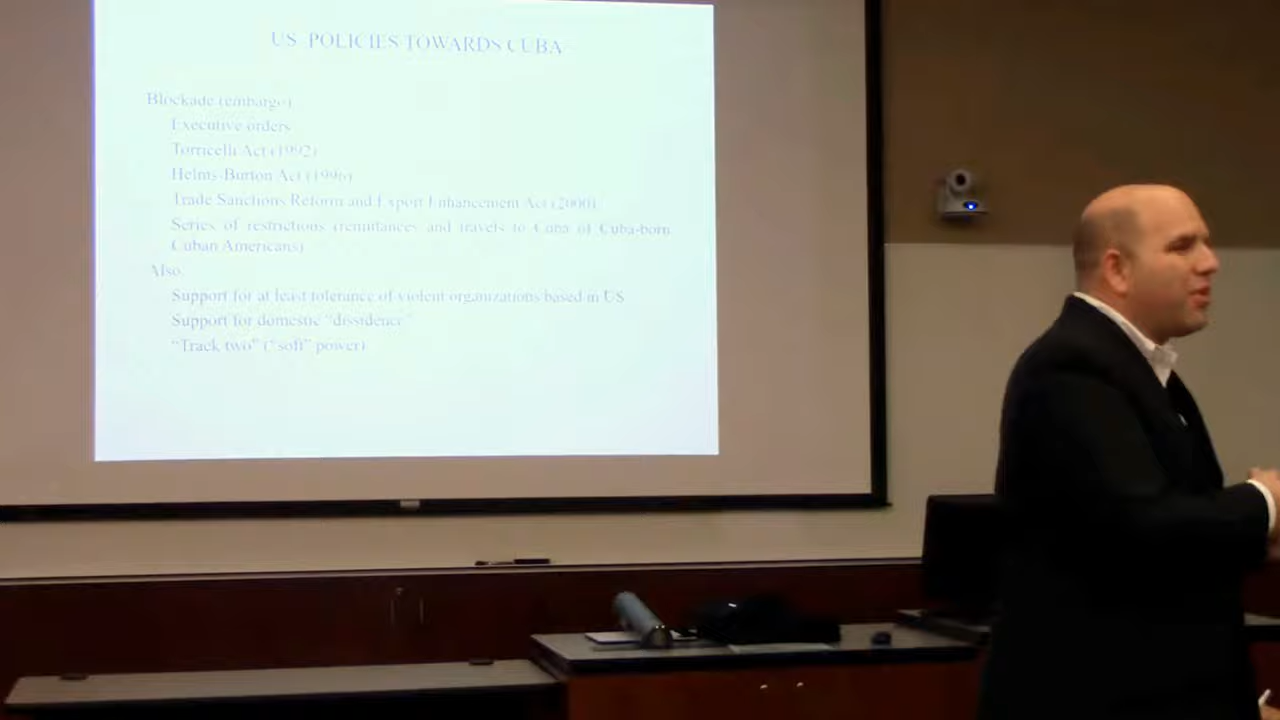 US POLICIES TOWARDS CUBA
Blockade (embargo)
Executive orders
Torricelli Act (1992)
Helms-Burton Act (1996)
Trade Sanctions Reform and Export Enhancement Act (2000).
Series of restrictions (remittances and travels to Cuba of Cuba-born
Cuban Americans)
Also
Support for at least tolerance of violent organizations based in US
Support for domestic "dissidence"
"Track two" ("soft" power)